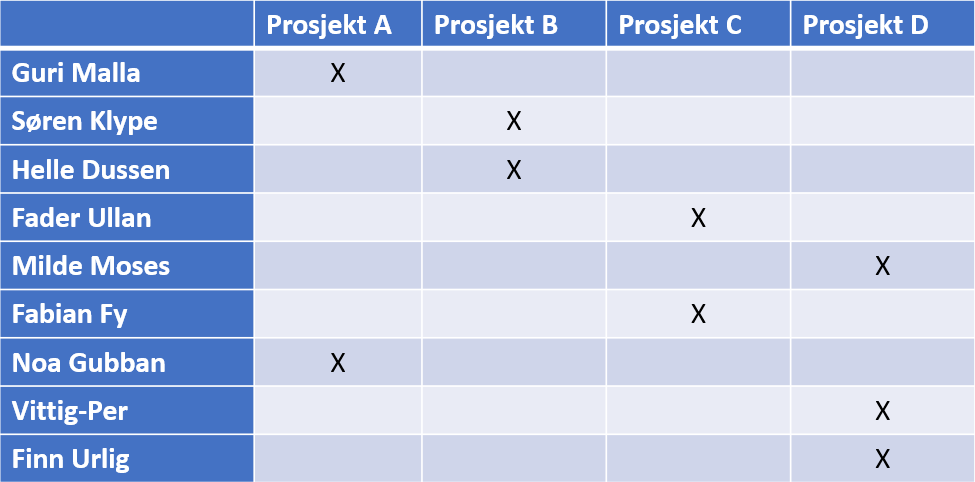 Prosjekt A Prosjekt B Prosjekt C Prosjekt D
Guri Malla X
Søren Klype X
Helle Dussen X
Fader Ullan X
Milde Moses X
Fabian Fy X
Noa Gubban X
Vittig-Per X
Finn Urlig X